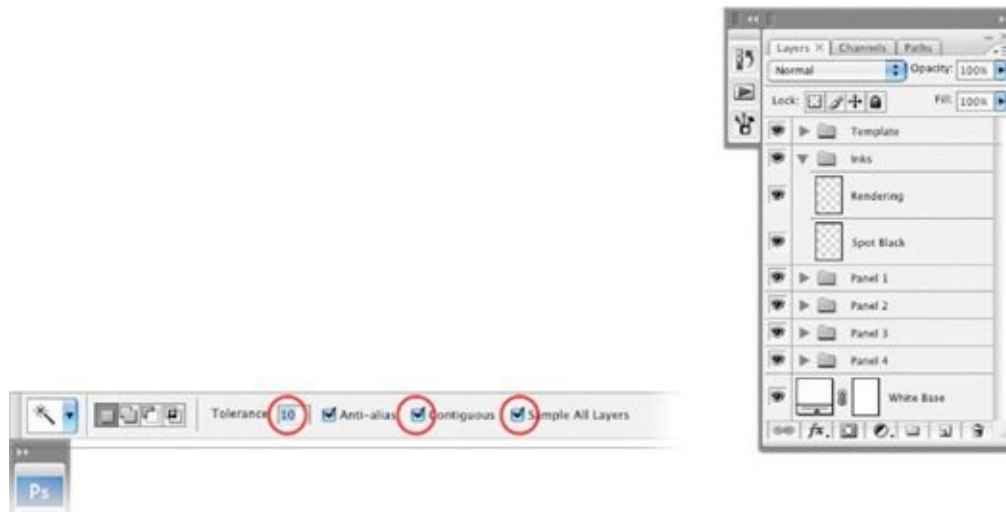 Layers × Channels Paths
Normal Opacity: 100%
Lock: Fill: 100%
Template
Inks
Rendering
Spot Black
Panel 1
Panel 2
Panel 3
Panel 4
White Base
fx.
Tolerance 10 Anti-alias Contiguous Sample All Layers
Ps